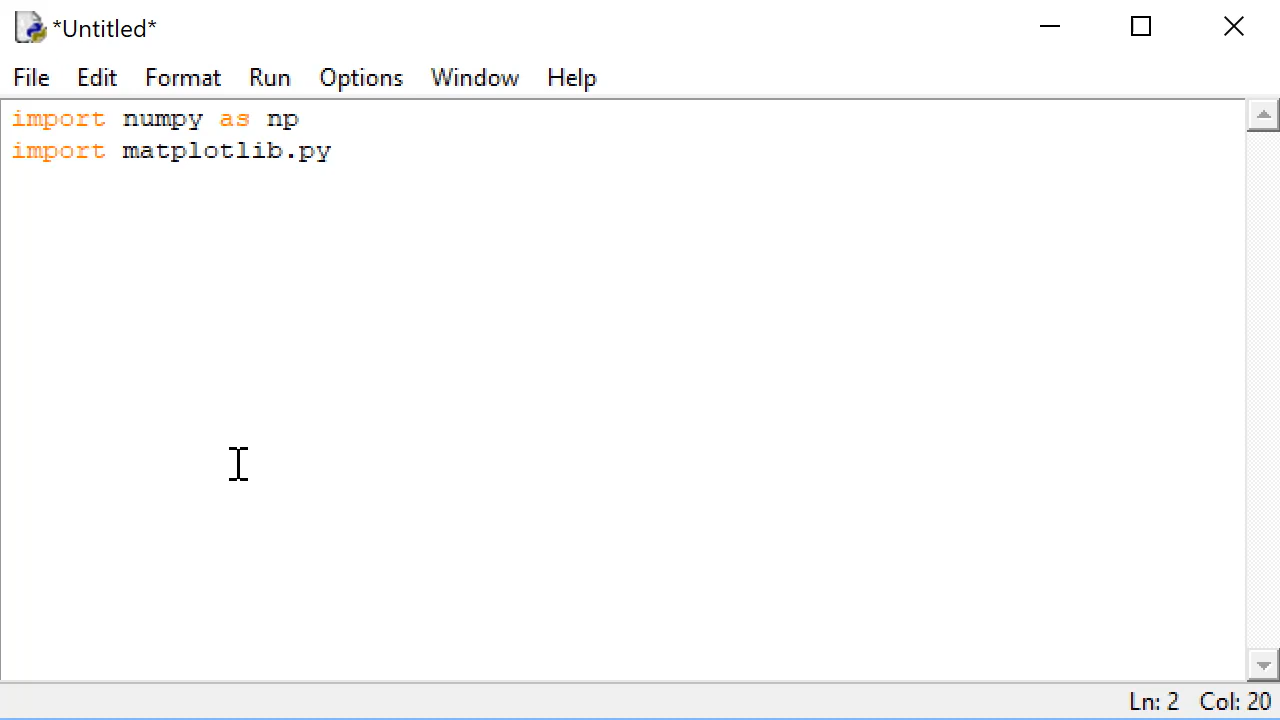 *Untitled*
File Edit Format Run Options Window Help
import numpy as np
import matplotlib.py
Ln: 2 Col: 20